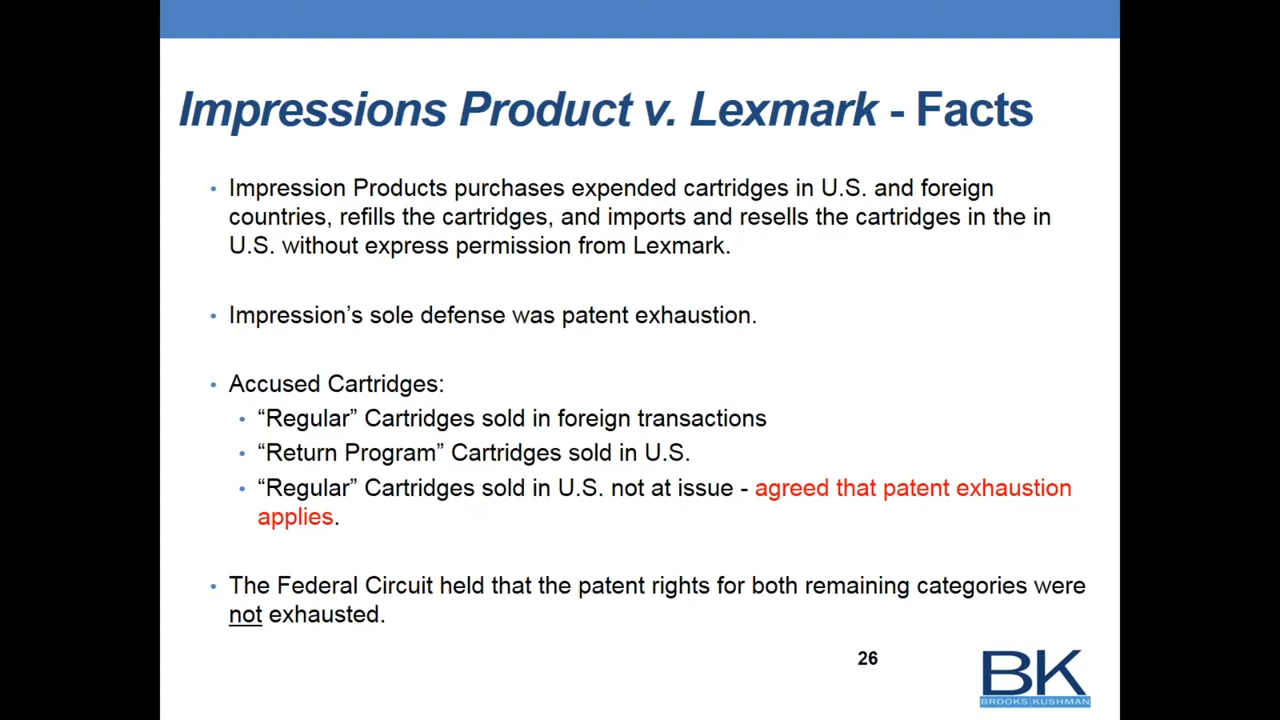 Impressions Product v. Lexmark - Facts
• Impression Products purchases expended cartridges in U.S. and foreign
countries, refills the cartridges, and imports and resells the cartridges in the in
U.S. without express permission from Lexmark.
• Impression’s sole defense was patent exhaustion.
• Accused Cartridges:
• “Regular” Cartridges sold in foreign transactions
• “Return Program” Cartridges sold in U.S.
• “Regular” Cartridges sold in U.S. not at issue - agreed that patent exhaustion
applies.
• The Federal Circuit held that the patent rights for both remaining categories were
not exhausted.
26
BK
BROOKS|KUSHMAN